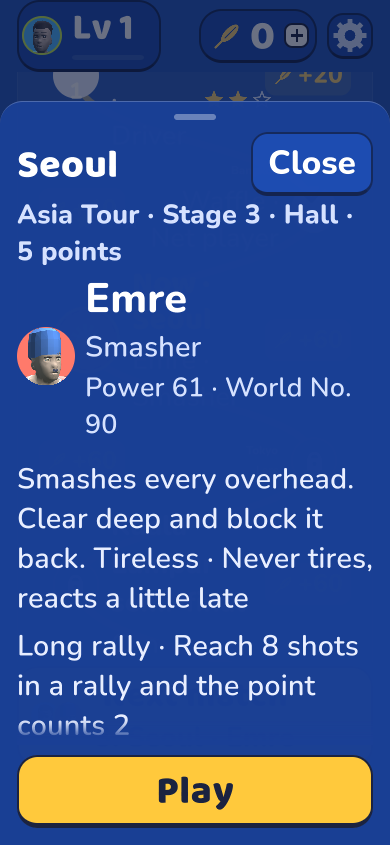 Lv 1
0
+20
Seoul
Close
Asia Tour · Stage 3 · Hall ·
5 points
Emre
Smasher
Power 61 · World No.
90
Smashes every overhead.
Clear deep and block it
back. Tireless · Never tires,
reacts a little late
Long rally · Reach 8 shots
in a rally and the point
counts 2
Play